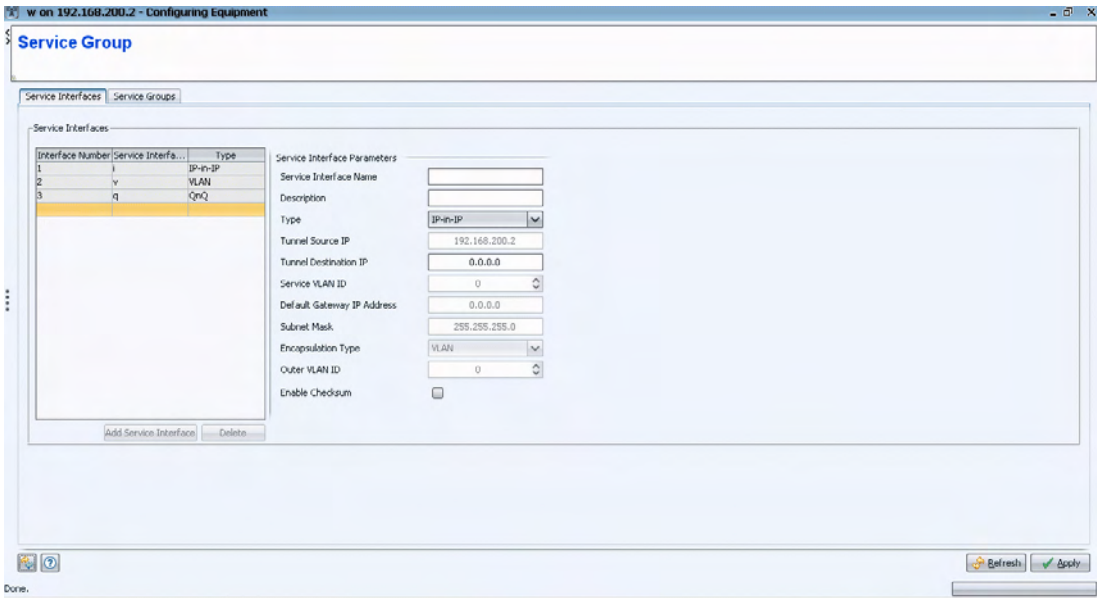 w on 192.168.200.2 - Configuring Equipment
Service Group
Service Interfaces Service Groups
Service Interfaces
Interface Number Service Interfa... Type
1 i IP-in-IP
2 v VLAN
3 q QnQ
Service Interface Parameters
Service Interface Name
Description
Type IP-in-IP
Tunnel Source IP 192.168.200.2
Tunnel Destination IP 0.0.0.0
Service VLAN ID 0
Default Gateway IP Address 0.0.0.0
Subnet Mask 255.255.255.0
Encapsulation Type VLAN
Outer VLAN ID 0
Enable Checksum
Add Service Interface Delete
Refresh Apply
Done.